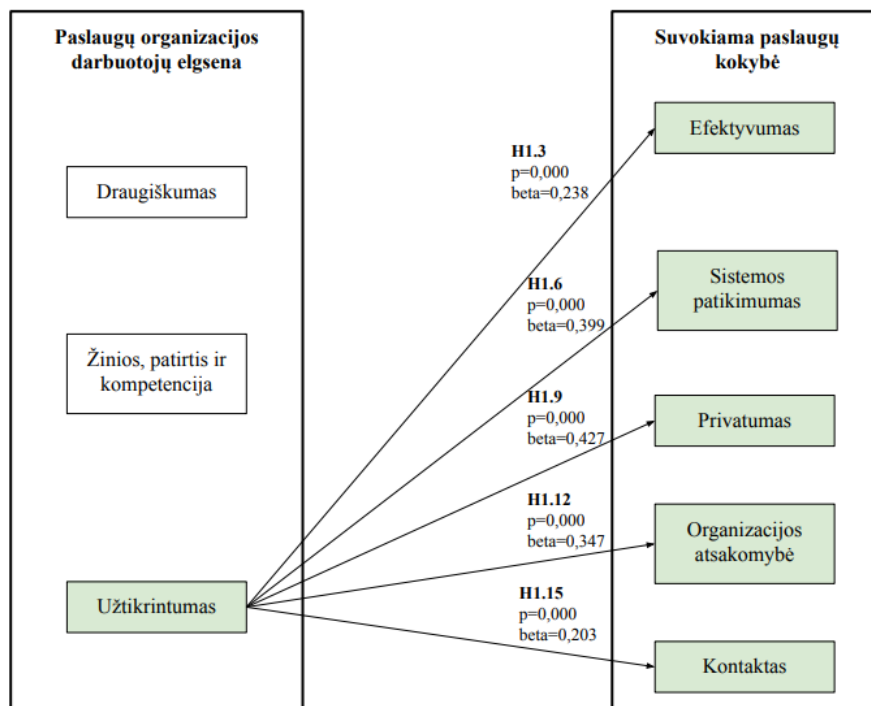 Paslaugų organizacijos
darbuotojų elgsena
Draugiškumas
Žinios, patirtis ir
kompetencija
Užtikrintumas
H1.3
p=0,000
beta=0,238
H1.6
p=0,000
beta=0,399
H1.9
p=0,000
beta=0,427
H1.12
p=0,000
beta=0,347
H1.15
p=0,000
beta=0,203
Suvokiama paslaugų
kokybė
Efektyvumas
Sistemos
patikimumas
Privatumas
Organizacijos
atsakomybė
Kontaktas